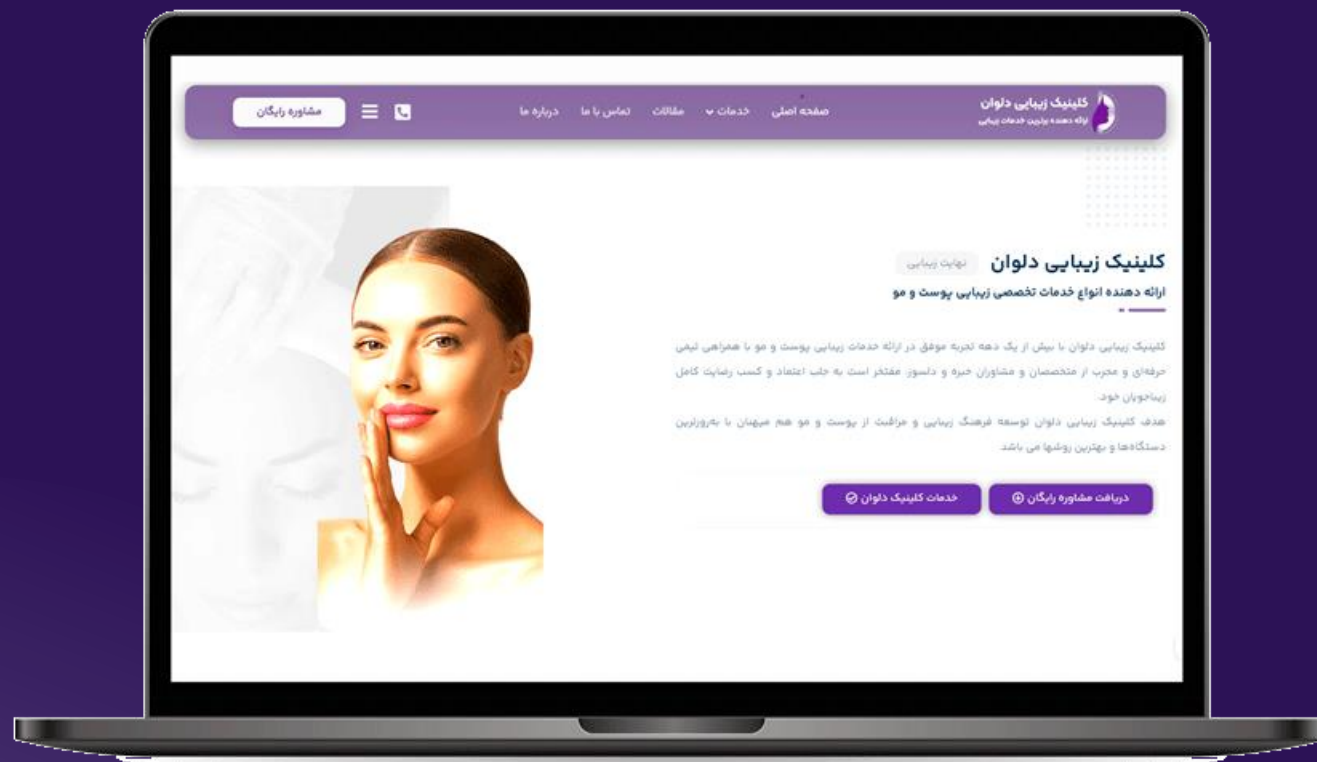 کلینیک زیبایی دلوان
ارائه دهنده برترین خدمات زیبایی
صفحه اصلی
خدمات
مقالات
تماس با ما
درباره ما
مشاوره رایگان
کلینیک زیبایی دلوان
نهایت زیبایی
ارائه دهنده انواع خدمات تخصصی زیبایی پوست و مو
کلینیک زیبایی دلوان با بیش از یک دهه تجربه موفق در ارائه خدمات زیبایی پوست و مو با همراهی تیمی
حرفه‌ای و مجرب از متخصصان و مشاوران خبره و دلسوز، مفتخر است به جلب اعتماد و کسب رضایت کامل
زیباجویان خود.
هدف کلینیک زیبایی دلوان توسعه فرهنگ زیبایی و مراقبت از پوست و مو هم میهنان با به‌روزترین
دستگاه‌ها و بهترین روشها می باشد.
دریافت مشاوره رایگان
خدمات کلینیک دلوان